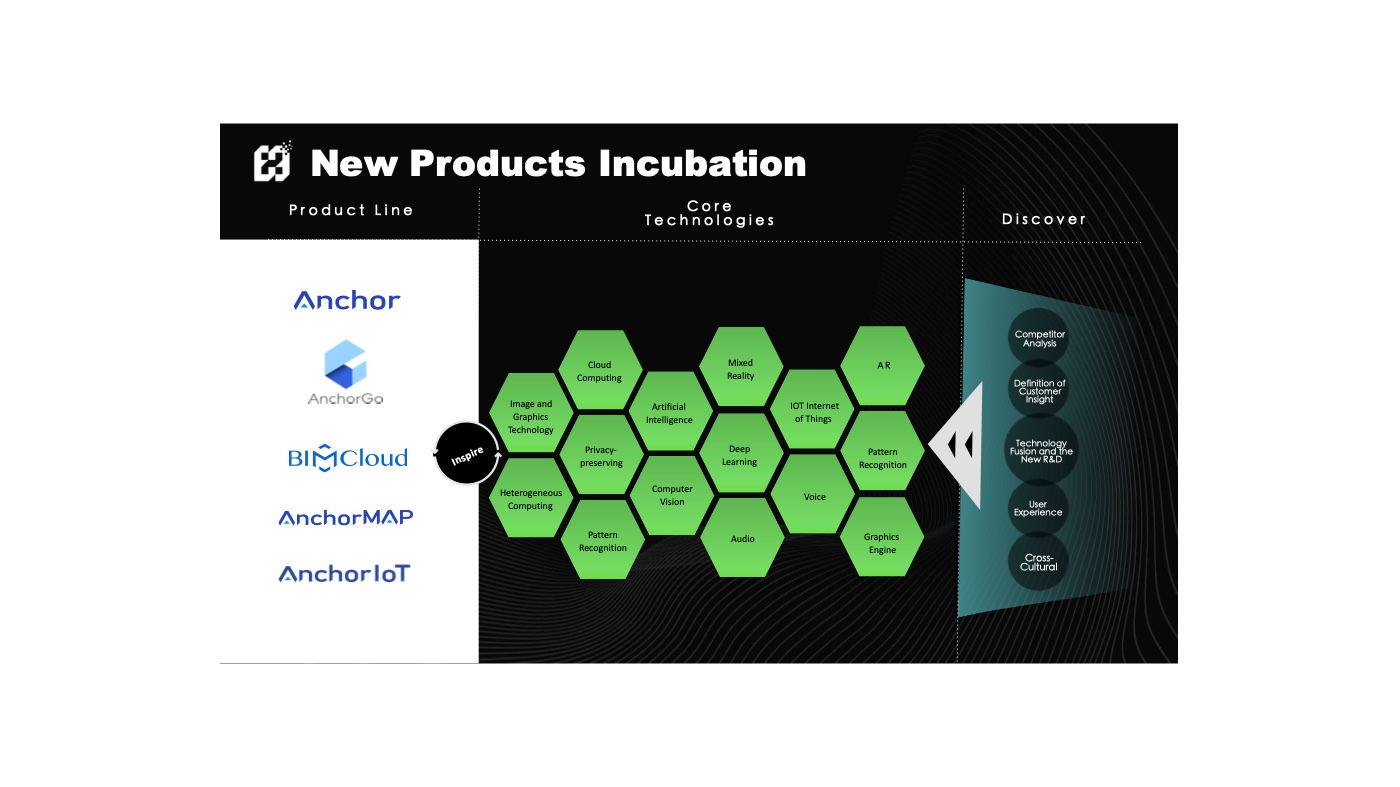 New Products Incubation
Product Line
Core
Technologies
Discover
Anchor
AnchorGo
BIMCloud
AnchorMAP
AnchorIoT
Inspire
Image and
Graphics
Technology
Heterogeneous
Computing
Cloud
Computing
Privacy-
preserving
Pattern
Recognition
Artificial
Intelligence
Computer
Vision
Mixed
Reality
Deep
Learning
Audio
IOT Internet
of Things
Voice
AR
Pattern
Recognition
Graphics
Engine
Competitor
Analysis
Definition of
Customer
Insight
Technology
Fusion and the
New R&D
User
Experience
Cross-
Cultural